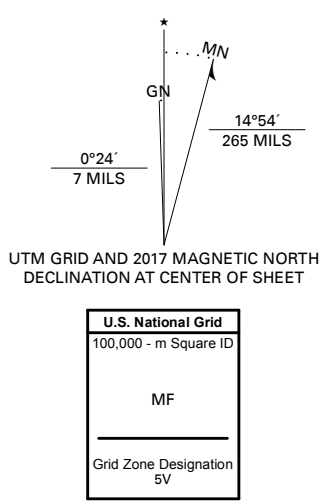 ★
MN
GN
14°54´
265 MILS
0°24´
7 MILS
UTM GRID AND 2017 MAGNETIC NORTH
DECLINATION AT CENTER OF SHEET
U.S. National Grid
100,000 - m Square ID
MF
Grid Zone Designation
5V